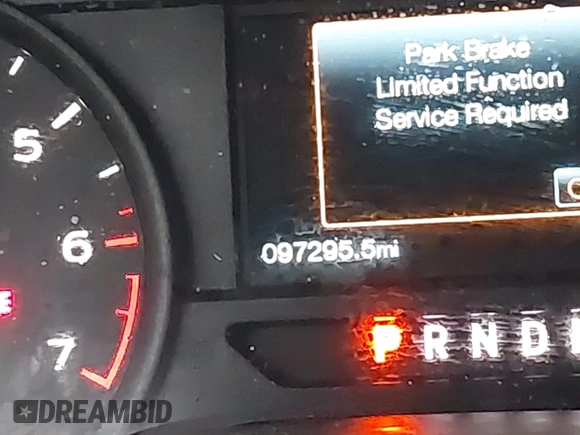 Park Brake
Limited Function
Service Required
5
6
7
097295.5mi
P R N D
DREAMBID